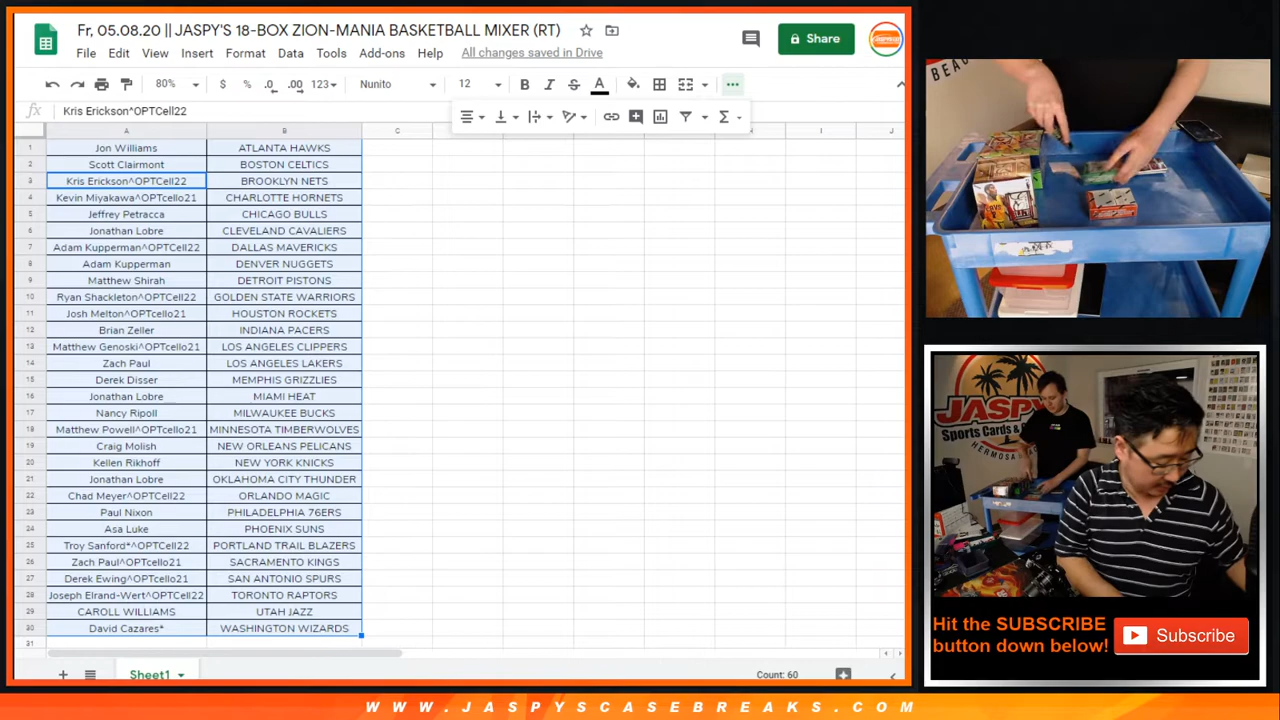 Fr, 05.08.20 || JASPY'S 18-BOX ZION-MANIA BASKETBALL MIXER (RT)
File Edit View Insert Format Data Tools Add-ons Help All changes saved in Drive
Share
80% $ % .0 .00 123 Nunito 12 B I S A
fx Kris Erickson^OPTCell22
A B C I J
1 Jon Williams ATLANTA HAWKS
2 Scott Clairmont BOSTON CELTICS
3 Kris Erickson^OPTCell22 BROOKLYN NETS
4 Kevin Miyakawa^OPTcello21 CHARLOTTE HORNETS
5 Jeffrey Petracca CHICAGO BULLS
6 Jonathan Lobre CLEVELAND CAVALIERS
7 Adam Kupperman^OPTCell22 DALLAS MAVERICKS
8 Adam Kupperman DENVER NUGGETS
9 Matthew Shirah DETROIT PISTONS
10 Ryan Shackleton^OPTCell22 GOLDEN STATE WARRIORS
11 Josh Melton^OPTcello21 HOUSTON ROCKETS
12 Brian Zeller INDIANA PACERS
13 Matthew Genoski^OPTcello21 LOS ANGELES CLIPPERS
14 Zach Paul LOS ANGELES LAKERS
15 Derek Disser MEMPHIS GRIZZLIES
16 Jonathan Lobre MIAMI HEAT
17 Nancy Ripoll MILWAUKEE BUCKS
18 Matthew Powell^OPTcello21 MINNESOTA TIMBERWOLVES
19 Craig Molish NEW ORLEANS PELICANS
20 Kellen Rikhoff NEW YORK KNICKS
21 Jonathan Lobre OKLAHOMA CITY THUNDER
22 Chad Meyer^OPTCell22 ORLANDO MAGIC
23 Paul Nixon PHILADELPHIA 76ERS
24 Asa Luke PHOENIX SUNS
25 Troy Sanford*^OPTCell22 PORTLAND TRAIL BLAZERS
26 Zach Paul^OPTcello21 SACRAMENTO KINGS
27 Derek Ewing^OPTcello21 SAN ANTONIO SPURS
28 Joseph Elrand-Wert^OPTCell22 TORONTO RAPTORS
29 CAROLL WILLIAMS UTAH JAZZ
30 David Cazares* WASHINGTON WIZARDS
31
Sheet1 Count: 60
BEAC
JASPY
Sports Cards &
HERMOSA BEA
Hit the SUBSCRIBE
button down below!
Subscribe
WWW.JASPYSCASEBREAKS.COM